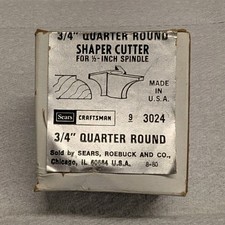 3/4" QUARTER ROUND
SHAPER CUTTER
FOR ½-INCH SPINDLE
MADE IN
U.S.A.
Sears CRAFTSMAN 9 3024
3/4" QUARTER ROUND
Sold by SEARS, ROEBUCK AND CO.,
Chicago, IL 60684 U.S.A. 8-80